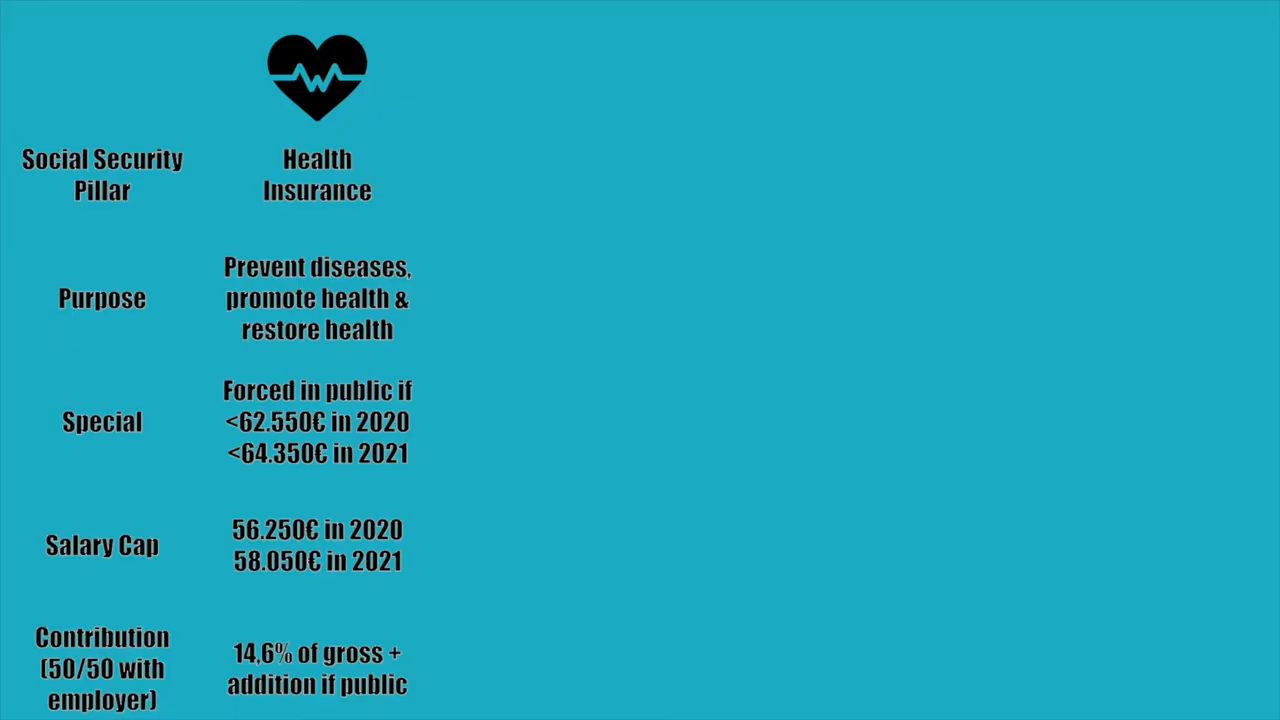 Social Security
Pillar
Health
Insurance
Purpose
Prevent diseases,
promote health &
restore health
Special
Forced in public if
<62.550€ in 2020
<64.350€ in 2021
Salary Cap
56.250€ in 2020
58.050€ in 2021
Contribution
(50/50 with
employer)
14,6% of gross +
addition if public